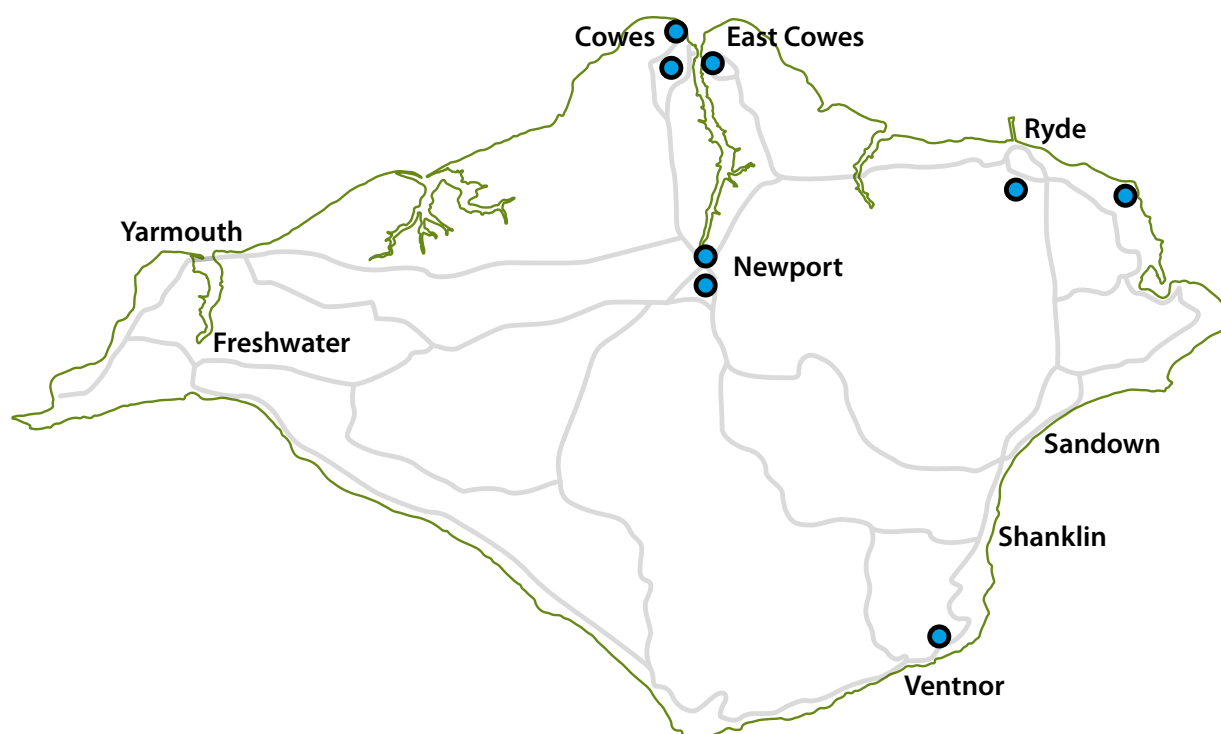 Cowes
East Cowes
Ryde
Yarmouth
Newport
Freshwater
Sandown
Shanklin
Ventnor